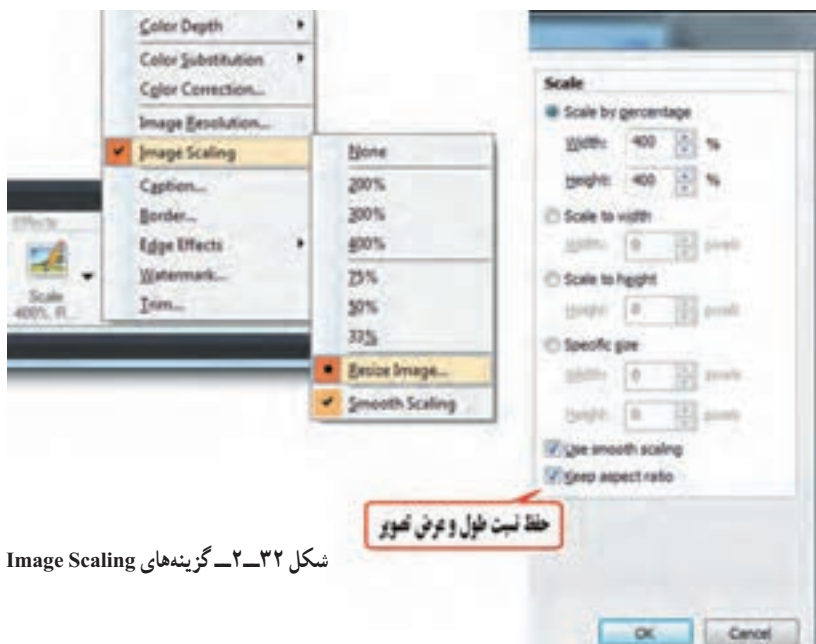 Color Depth
Color Substitution
Color Correction...
Image Resolution...
Image Scaling
Caption...
Border...
Edge Effects
Watermark...
Trim...
Effects
Scale
400%, R...
None
200%
300%
400%
75%
50%
33%
Resize Image...
Smooth Scaling
Scale
Scale by percentage
Width: 400 %
Height: 400 %
Scale to width
Width: 0 pixels
Scale to height
Height: 0 pixels
Specific size
Width: 0 pixels
Height: 0 pixels
Use smooth scaling
Keep aspect ratio
حفظ نسبت طول و عرض تصویر
شکل ۳۲ــ۲ــ گزینه‌های Image Scaling
OK Cancel